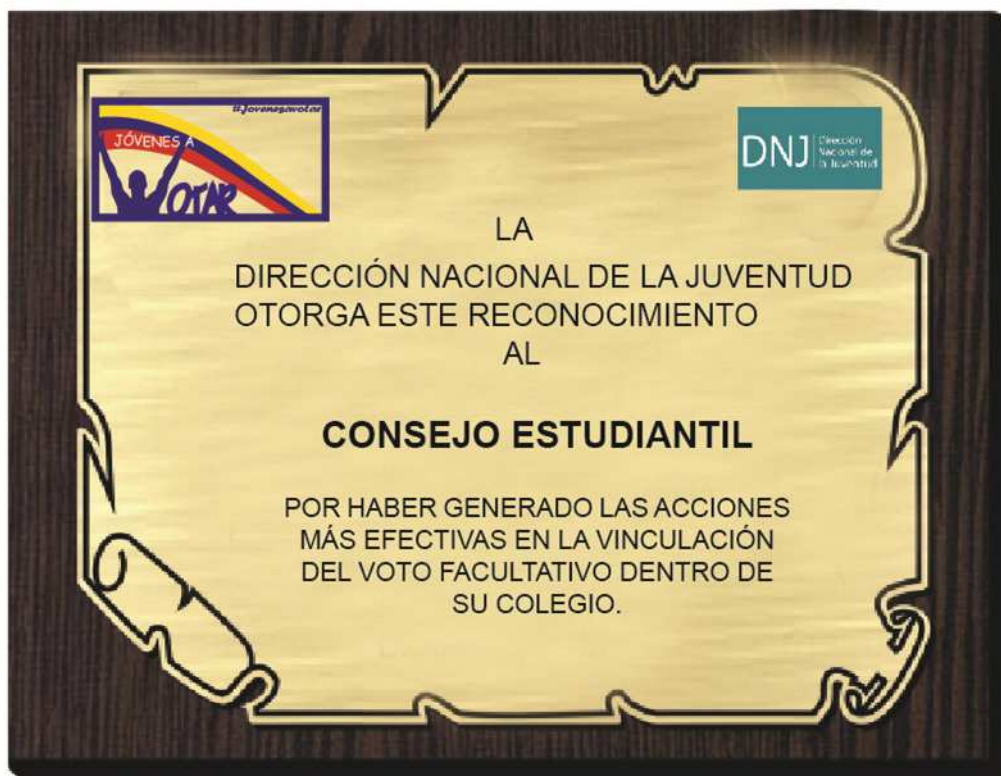 #Jovenesavotar
JÓVENES A
VOTAR
DNJ
Dirección
Nacional de
la Juventud
LA
DIRECCIÓN NACIONAL DE LA JUVENTUD
OTORGA ESTE RECONOCIMIENTO
AL
CONSEJO ESTUDIANTIL
POR HABER GENERADO LAS ACCIONES
MÁS EFECTIVAS EN LA VINCULACIÓN
DEL VOTO FACULTATIVO DENTRO DE
SU COLEGIO.